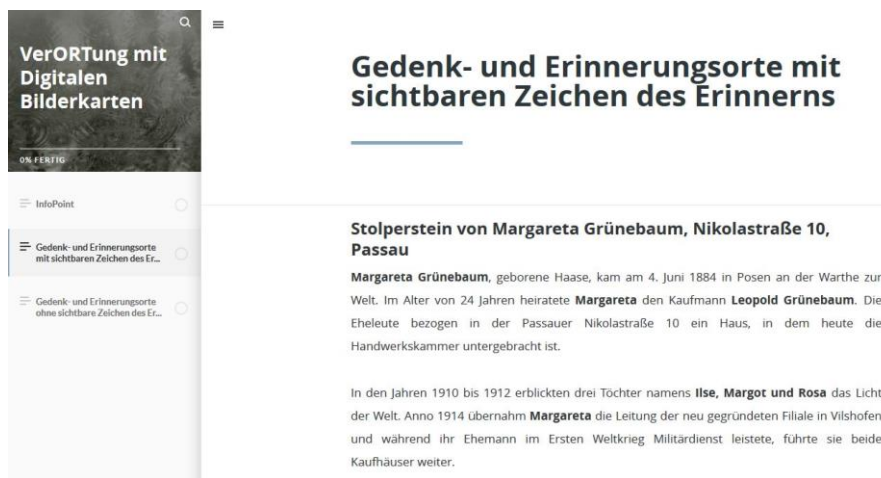 VerORTung mit
Digitalen
Bilderkarten
0% FERTIG
InfoPoint
Gedenk- und Erinnerungsorte
mit sichtbaren Zeichen des Er...
Gedenk- und Erinnerungsorte
ohne sichtbare Zeichen des Er...
Gedenk- und Erinnerungsorte mit
sichtbaren Zeichen des Erinnerns
Stolperstein von Margareta Grünebaum, Nikolastraße 10,
Passau
Margareta Grünebaum, geborene Haase, kam am 4. Juni 1884 in Posen an der Warthe zur
Welt. Im Alter von 24 Jahren heiratete Margareta den Kaufmann Leopold Grünebaum. Die
Eheleute bezogen in der Passauer Nikolastraße 10 ein Haus, in dem heute die
Handwerkskammer untergebracht ist.
In den Jahren 1910 bis 1912 erblickten drei Töchter namens Ilse, Margot und Rosa das Licht
der Welt. Anno 1914 übernahm Margareta die Leitung der neu gegründeten Filiale in Vilshofen
und während ihr Ehemann im Ersten Weltkrieg Militärdienst leistete, führte sie beide
Kaufhäuser weiter.